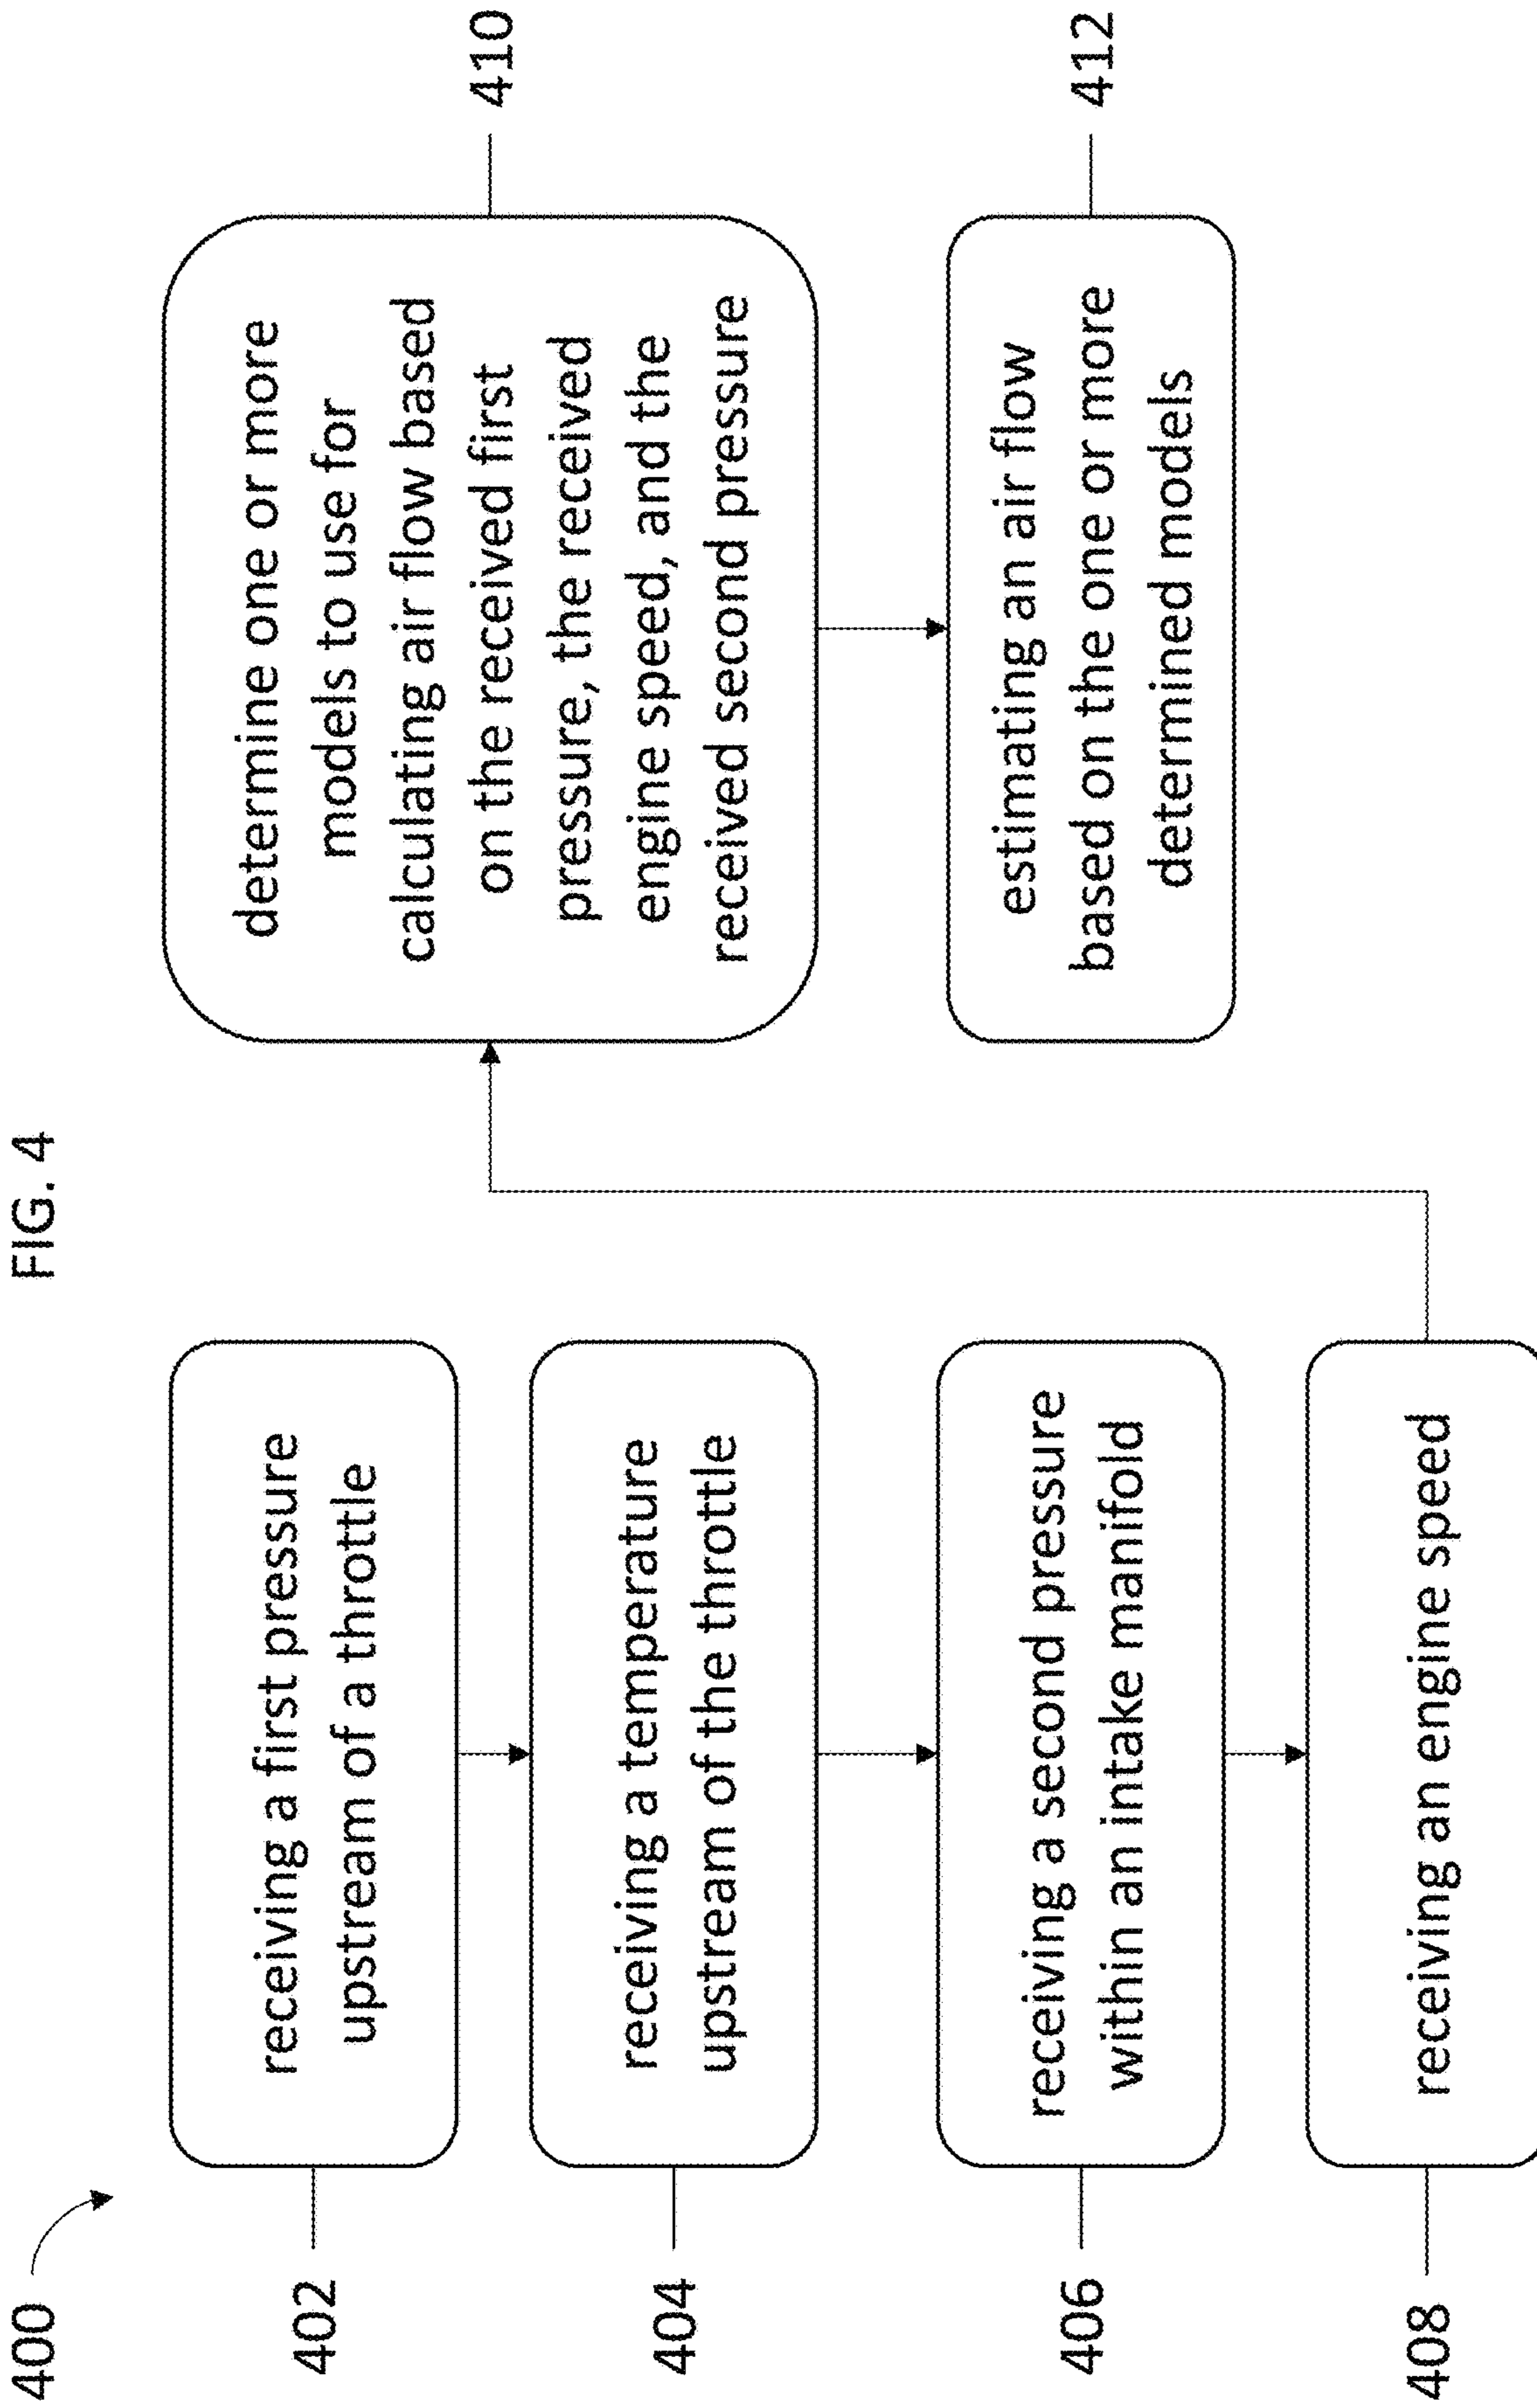 FIG. 4
400
402
receiving a first pressure
upstream of a throttle
404
receiving a temperature
upstream of the throttle
406
receiving a second pressure
within an intake manifold
408
receiving an engine speed
determine one or more
models to use for
calculating air flow based
on the received first
pressure, the received
engine speed, and the
received second pressure
410
estimating an air flow
based on the one or more
determined models
412